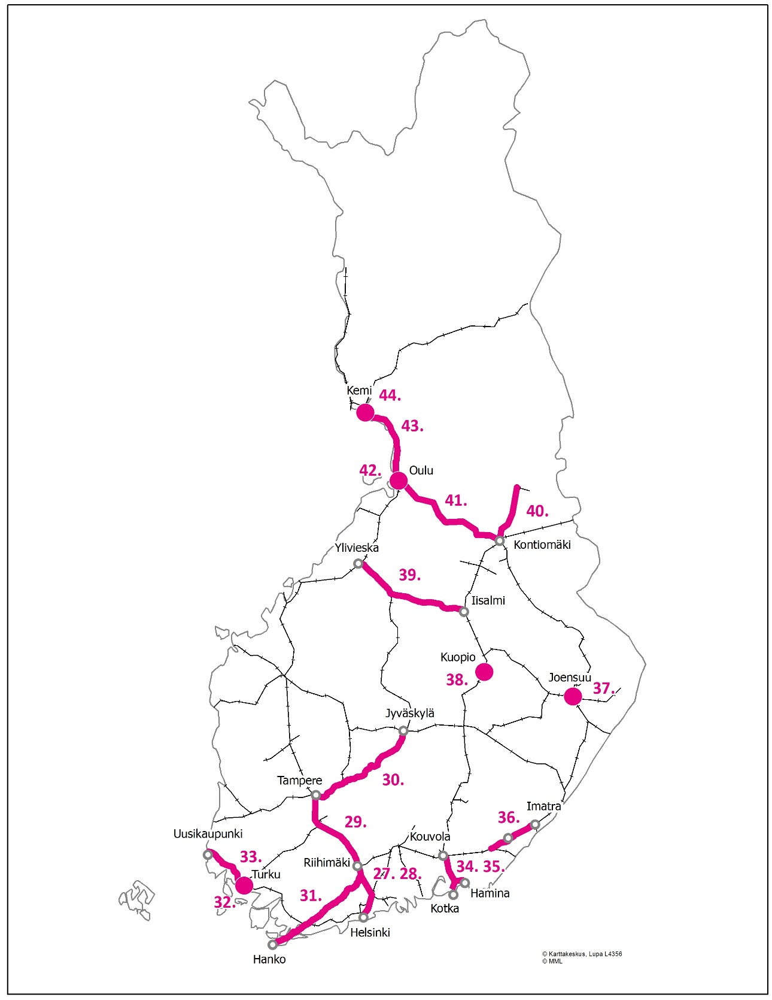 Kemi
44.
43.
42.
Oulu
41.
40.
Kontiomäki
Ylivieska
39.
Iisalmi
Kuopio
38.
Joensuu
37.
Jyväskylä
30.
Tampere
29.
Imatra
36.
Uusikaupunki
Kouvola
33.
Riihimäki
34. 35.
27. 28.
Turku
31.
Hamina
32.
Kotka
Helsinki
Hanko
© Karttakeskus, Lupa L4356
© MML